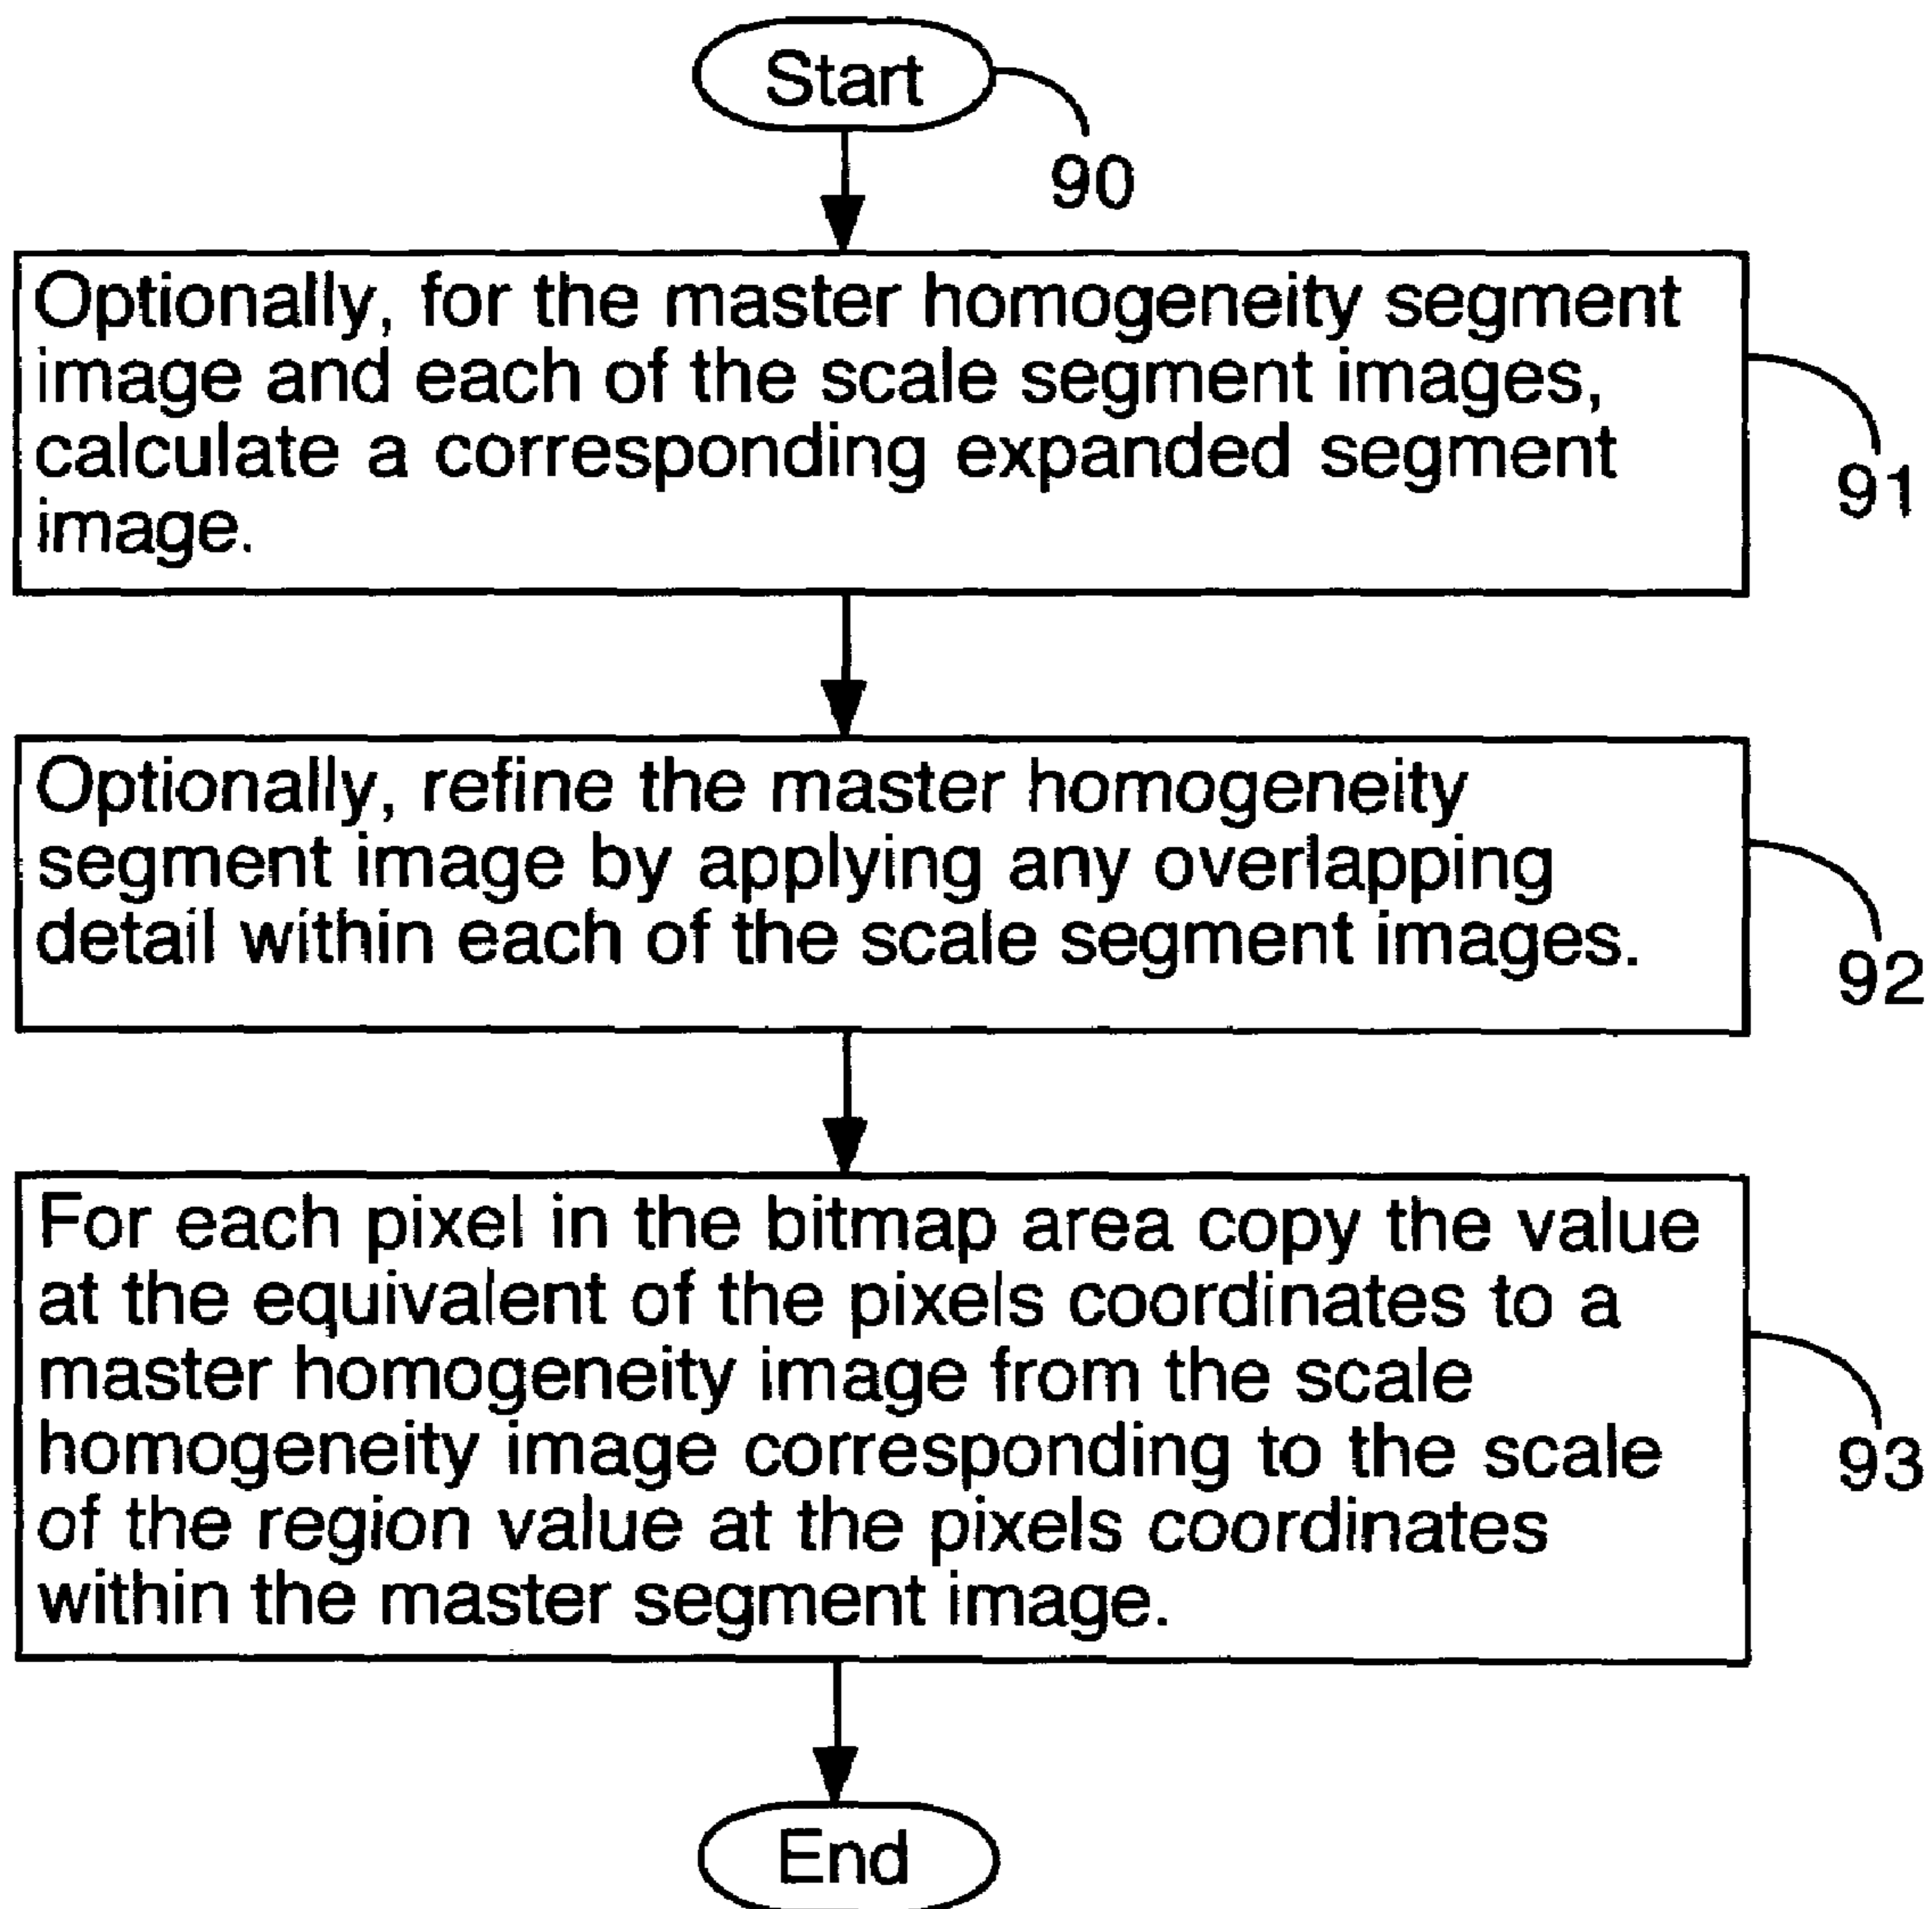 Start
90
Optionally, for the master homogeneity segment
image and each of the scale segment images,
calculate a corresponding expanded segment
image.
91
Optionally, refine the master homogeneity
segment image by applying any overlapping
detail within each of the scale segment images.
92
For each pixel in the bitmap area copy the value
at the equivalent of the pixels coordinates to a
master homogeneity image from the scale
homogeneity image corresponding to the scale
of the region value at the pixels coordinates
within the master segment image.
93
End